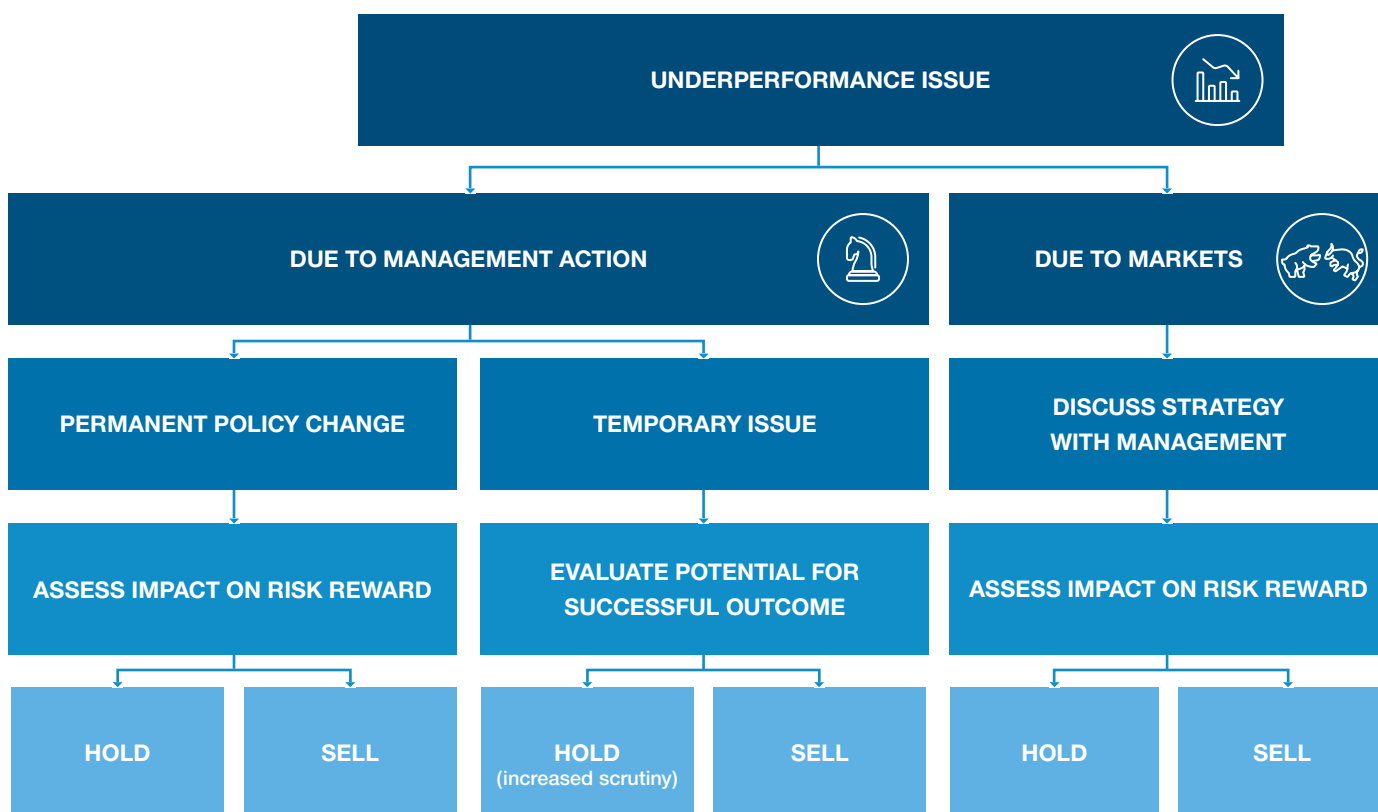 UNDERPERFORMANCE ISSUE
DUE TO MANAGEMENT ACTION
DUE TO MARKETS
PERMANENT POLICY CHANGE
TEMPORARY ISSUE
DISCUSS STRATEGY
WITH MANAGEMENT
ASSESS IMPACT ON RISK REWARD
EVALUATE POTENTIAL FOR
SUCCESSFUL OUTCOME
ASSESS IMPACT ON RISK REWARD
HOLD
SELL
HOLD
(increased scrutiny)
SELL
HOLD
SELL